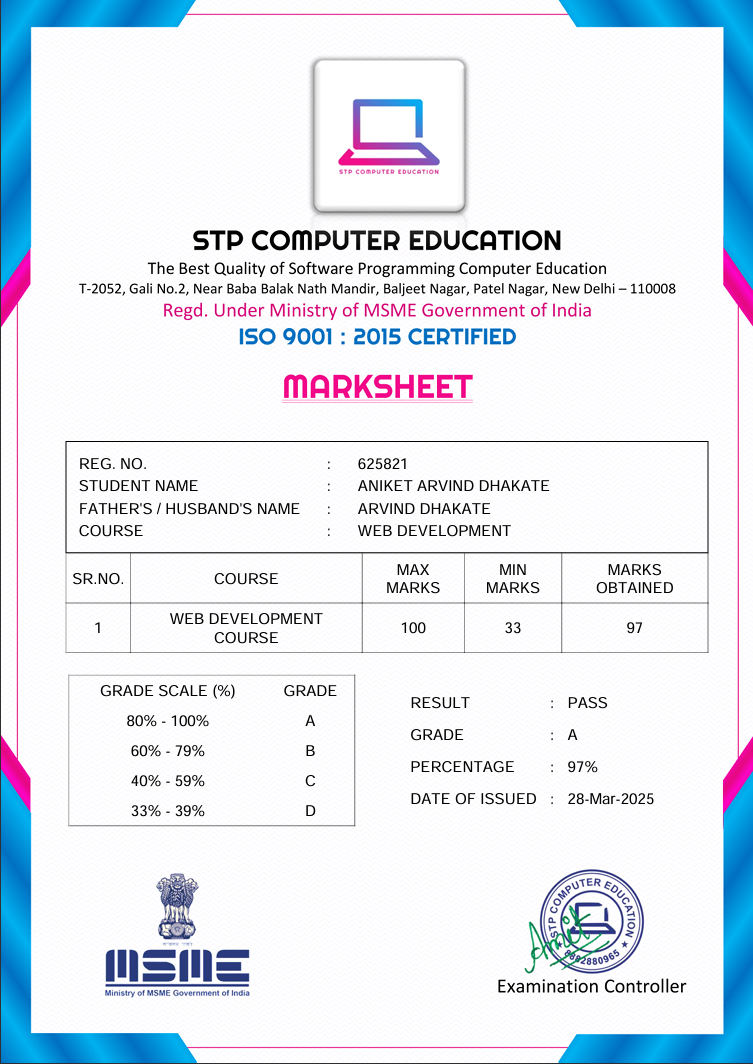 STP COMPUTER EDUCATION
STP COMPUTER EDUCATION
The Best Quality of Software Programming Computer Education
T-2052, Gali No.2, Near Baba Balak Nath Mandir, Baljeet Nagar, Patel Nagar, New Delhi – 110008
Regd. Under Ministry of MSME Government of India
ISO 9001 : 2015 CERTIFIED
MARKSHEET
REG. NO. : 625821
STUDENT NAME : ANIKET ARVIND DHAKATE
FATHER'S / HUSBAND'S NAME : ARVIND DHAKATE
COURSE : WEB DEVELOPMENT
SR.NO. COURSE MAX MARKS MIN MARKS MARKS OBTAINED
1 WEB DEVELOPMENT COURSE 100 33 97
GRADE SCALE (%) GRADE
80% - 100% A
60% - 79% B
40% - 59% C
33% - 39% D
RESULT : PASS
GRADE : A
PERCENTAGE : 97%
DATE OF ISSUED : 28-Mar-2025
MSME
Ministry of MSME Government of India
STP COMPUTER EDUCATION
★ 8882880965 ★
Examination Controller